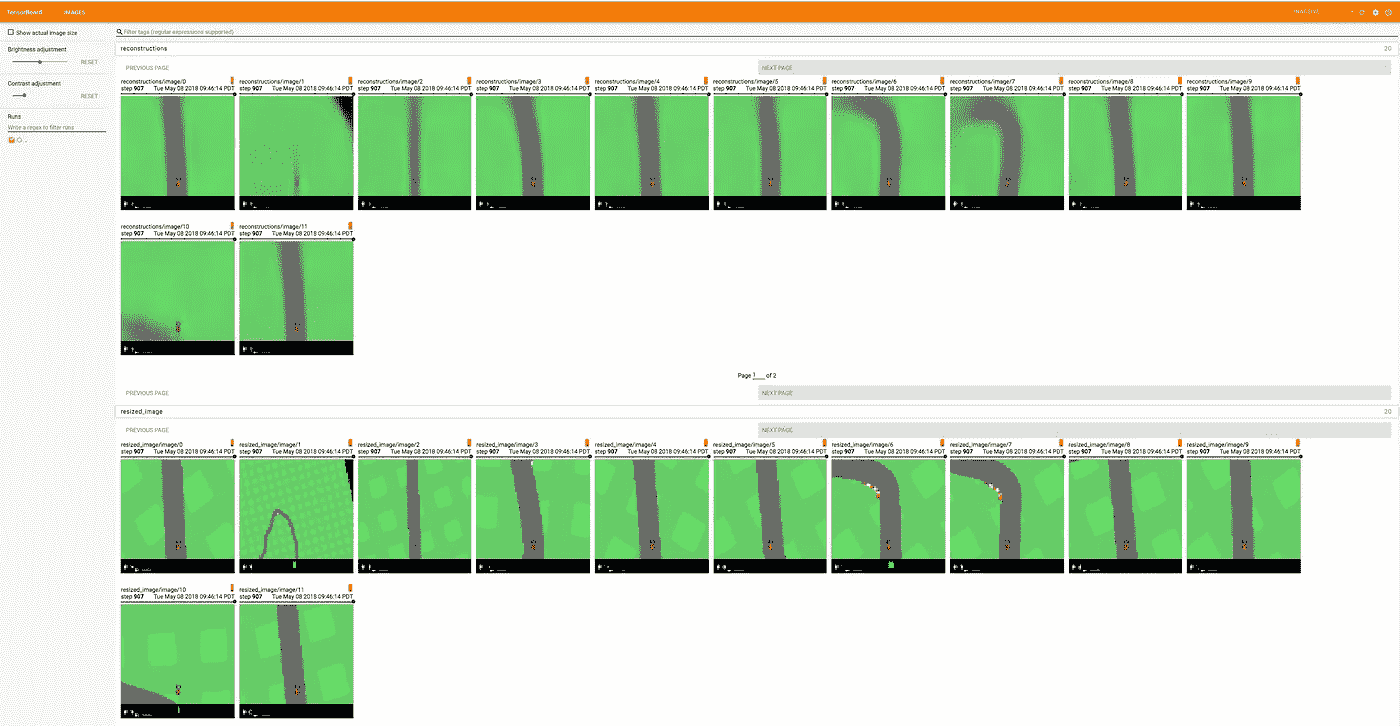 TensorBoard IMAGES INACTIVE
Show actual image size
Brightness adjustment
RESET
Contrast adjustment
RESET
Runs
Write a regex to filter runs
Filter tags (regular expressions supported)
reconstructions 20
PREVIOUS PAGE NEXT PAGE
reconstructions/image/0 reconstructions/image/1 reconstructions/image/2 reconstructions/image/3 reconstructions/image/4 reconstructions/image/5 reconstructions/image/6 reconstructions/image/7 reconstructions/image/8 reconstructions/image/9
step 907 Tue May 08 2018 09:46:14 PDT step 907 Tue May 08 2018 09:46:14 PDT step 907 Tue May 08 2018 09:46:14 PDT step 907 Tue May 08 2018 09:46:14 PDT step 907 Tue May 08 2018 09:46:14 PDT step 907 Tue May 08 2018 09:46:14 PDT step 907 Tue May 08 2018 09:46:14 PDT step 907 Tue May 08 2018 09:46:14 PDT step 907 Tue May 08 2018 09:46:14 PDT step 907 Tue May 08 2018 09:46:14 PDT
reconstructions/image/10 reconstructions/image/11
step 907 Tue May 08 2018 09:46:14 PDT step 907 Tue May 08 2018 09:46:14 PDT
Page 1 of 2
PREVIOUS PAGE NEXT PAGE
resized_image 20
PREVIOUS PAGE NEXT PAGE
resized_image/image/0 resized_image/image/1 resized_image/image/2 resized_image/image/3 resized_image/image/4 resized_image/image/5 resized_image/image/6 resized_image/image/7 resized_image/image/8 resized_image/image/9
step 907 Tue May 08 2018 09:46:14 PDT step 907 Tue May 08 2018 09:46:14 PDT step 907 Tue May 08 2018 09:46:14 PDT step 907 Tue May 08 2018 09:46:14 PDT step 907 Tue May 08 2018 09:46:14 PDT step 907 Tue May 08 2018 09:46:14 PDT step 907 Tue May 08 2018 09:46:14 PDT step 907 Tue May 08 2018 09:46:14 PDT step 907 Tue May 08 2018 09:46:14 PDT step 907 Tue May 08 2018 09:46:14 PDT
resized_image/image/10 resized_image/image/11
step 907 Tue May 08 2018 09:46:14 PDT step 907 Tue May 08 2018 09:46:14 PDT